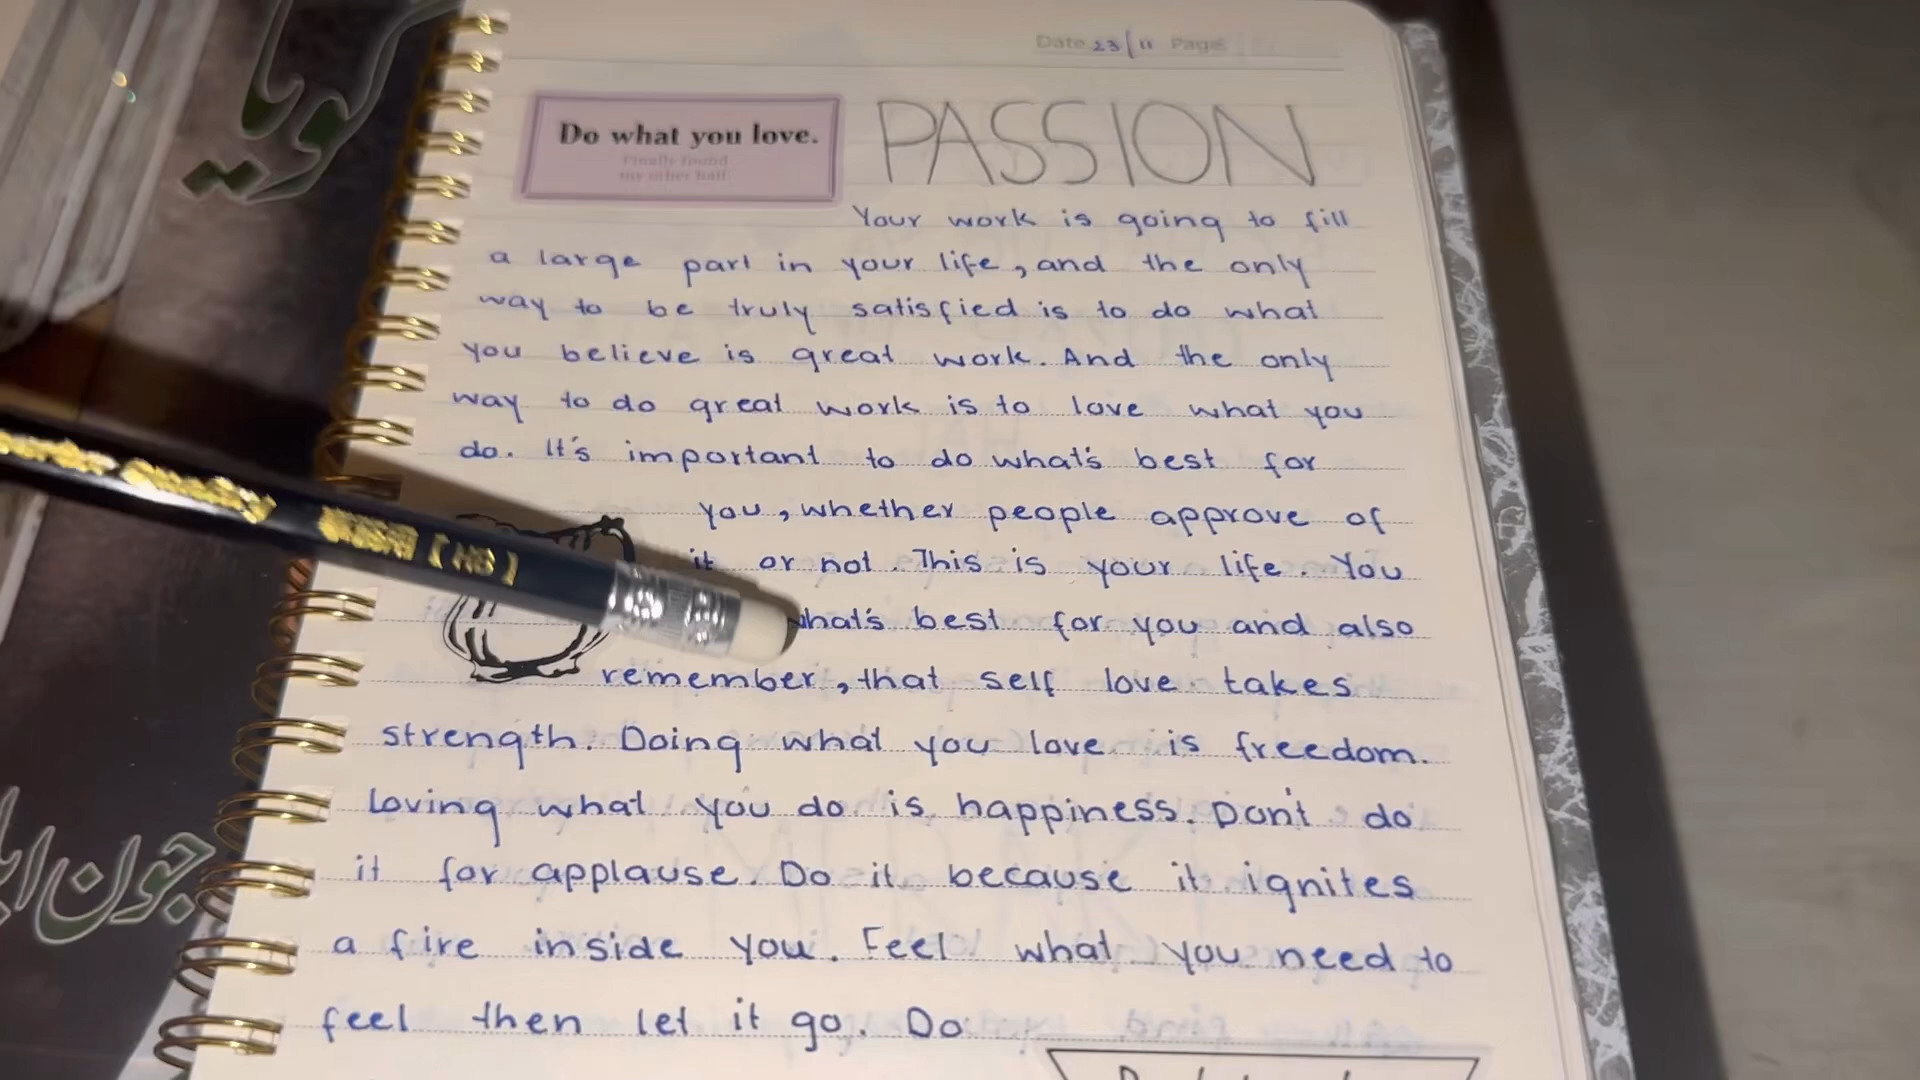 Date 23/11 Page
Do what you love.
Finally found
my other half.
PASSION
Your work is going to fill
a large part in your life, and the only
way to be truly satisfied is to do what
you believe is great work. And the only
way to do great work is to love what you
do. It's important to do what's best for
you, whether people approve of
it or not. This is your life. You
what's best for you and also
remember, that self love takes
strength. Doing what you love is freedom.
Loving what you do is happiness. Don't do
it for applause. Do it because it ignites
a fire inside you. Feel what you need to
feel then let it go. Do
[HB]
گویا
جون ایلیا